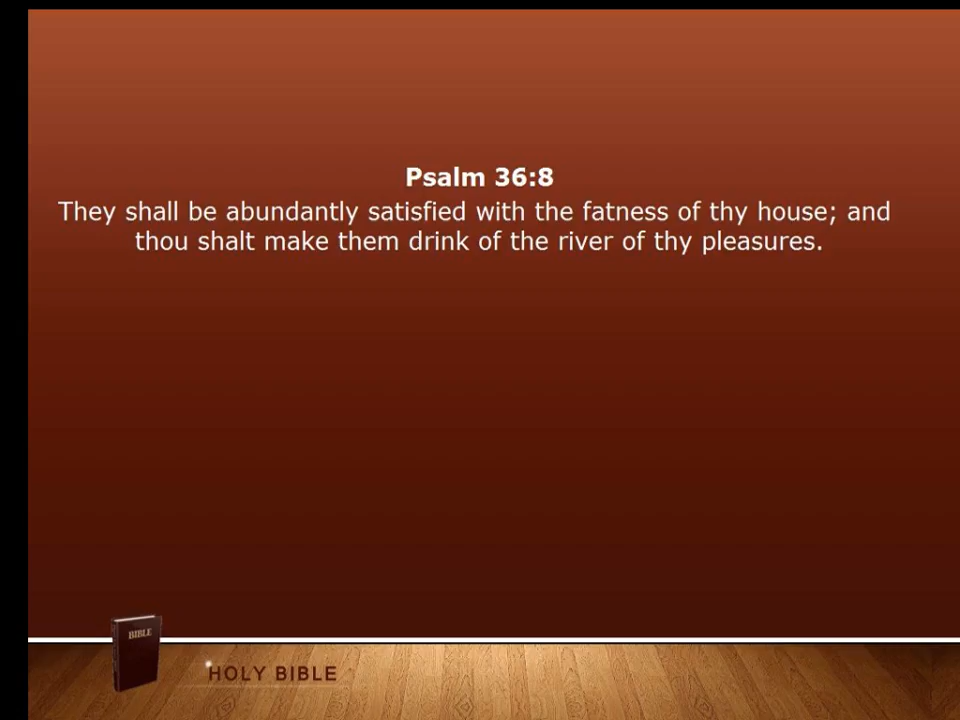 Psalm 36:8
They shall be abundantly satisfied with the fatness of thy house; and
thou shalt make them drink of the river of thy pleasures.
BIBLE
HOLY BIBLE